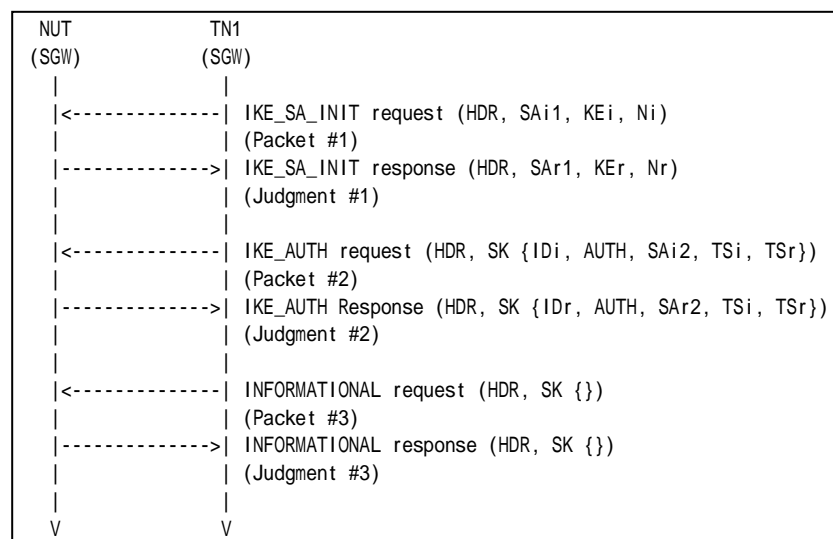 NUT TN1
(SGW) (SGW)
| |
|<--------------| IKE_SA_INIT request (HDR, SAi1, KEi, Ni)
| | (Packet #1)
|-------------->| IKE_SA_INIT response (HDR, SAr1, KEr, Nr)
| | (Judgment #1)
| |
|<--------------| IKE_AUTH request (HDR, SK {IDi, AUTH, SAi2, TSi, TSr})
| | (Packet #2)
|-------------->| IKE_AUTH Response (HDR, SK {IDr, AUTH, SAr2, TSi, TSr})
| | (Judgment #2)
| |
|<--------------| INFORMATIONAL request (HDR, SK {})
| | (Packet #3)
|-------------->| INFORMATIONAL response (HDR, SK {})
| | (Judgment #3)
| |
V V